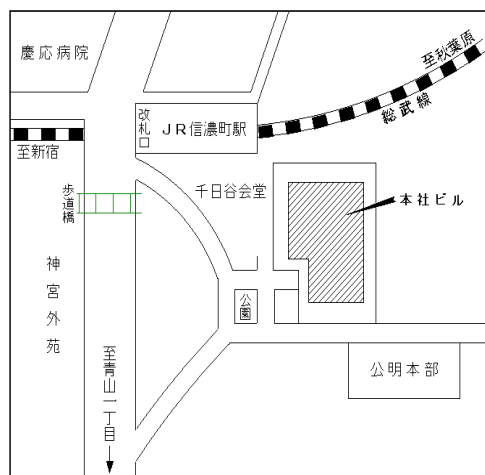 慶応病院
至秋葉原
総武線
改札口
JR信濃町駅
至新宿
歩道橋
千日谷会堂
本社ビル
神宮外苑
公園
至青山一丁目
公明本部